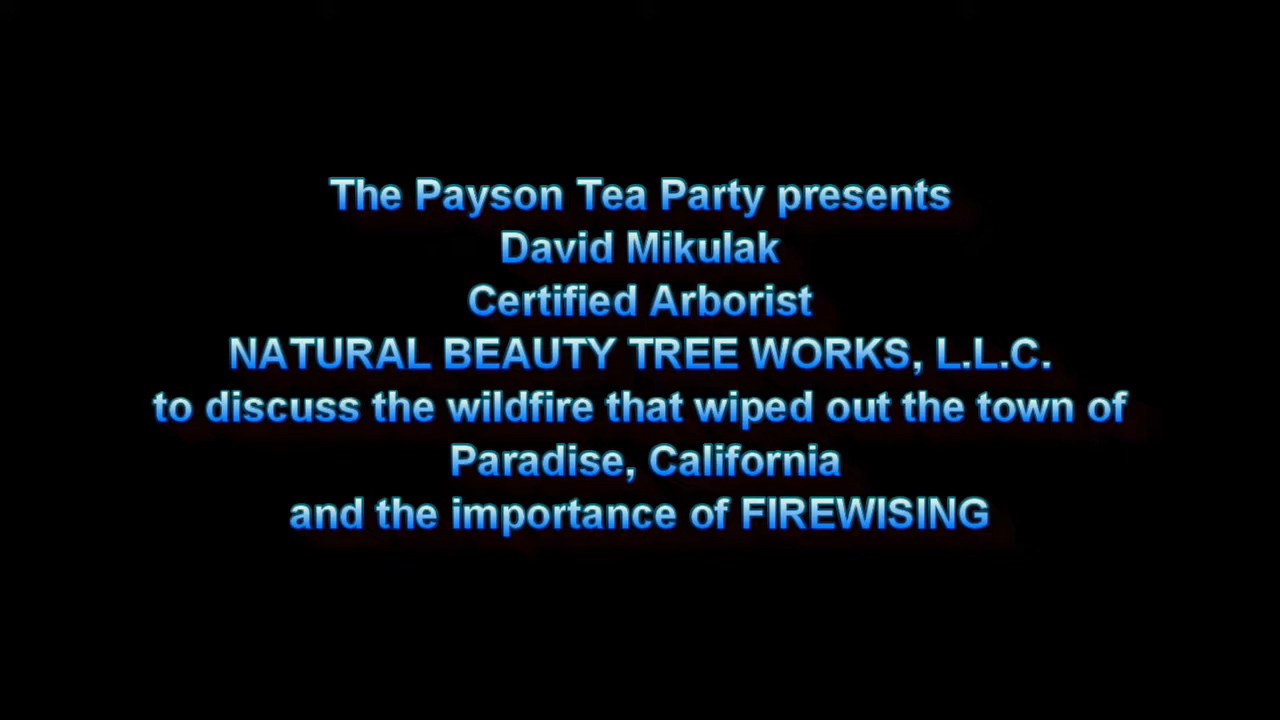 The Payson Tea Party presents
David Mikulak
Certified Arborist
NATURAL BEAUTY TREE WORKS, L.L.C.
to discuss the wildfire that wiped out the town of
Paradise, California
and the importance of FIREWISING